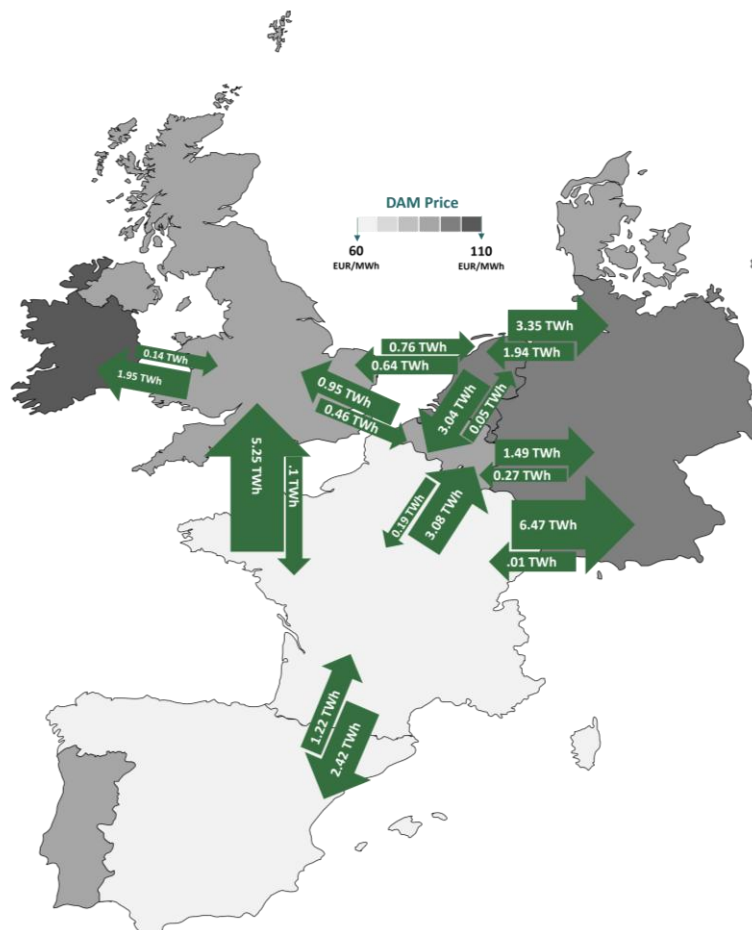 DAM Price
60
EUR/MWh
110
EUR/MWh
3.35 TWh
1.94 TWh
0.76 TWh
0.64 TWh
0.14 TWh
1.95 TWh
0.95 TWh
0.46 TWh
3.04 TWh
0.05 TWh
1.49 TWh
0.27 TWh
5.25 TWh
.1 TWh
0.19 TWh
3.08 TWh
6.47 TWh
.01 TWh
1.22 TWh
2.42 TWh